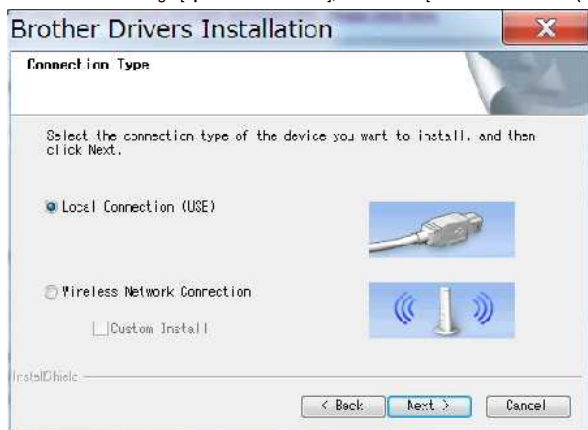 Brother Drivers Installation
Connection Type
Select the connection type of the device you want to install, and then
click Next.
Local Connection (USB)
Wireless Network Connection
Custom Install
InstallShield
< Back
Next >
Cancel